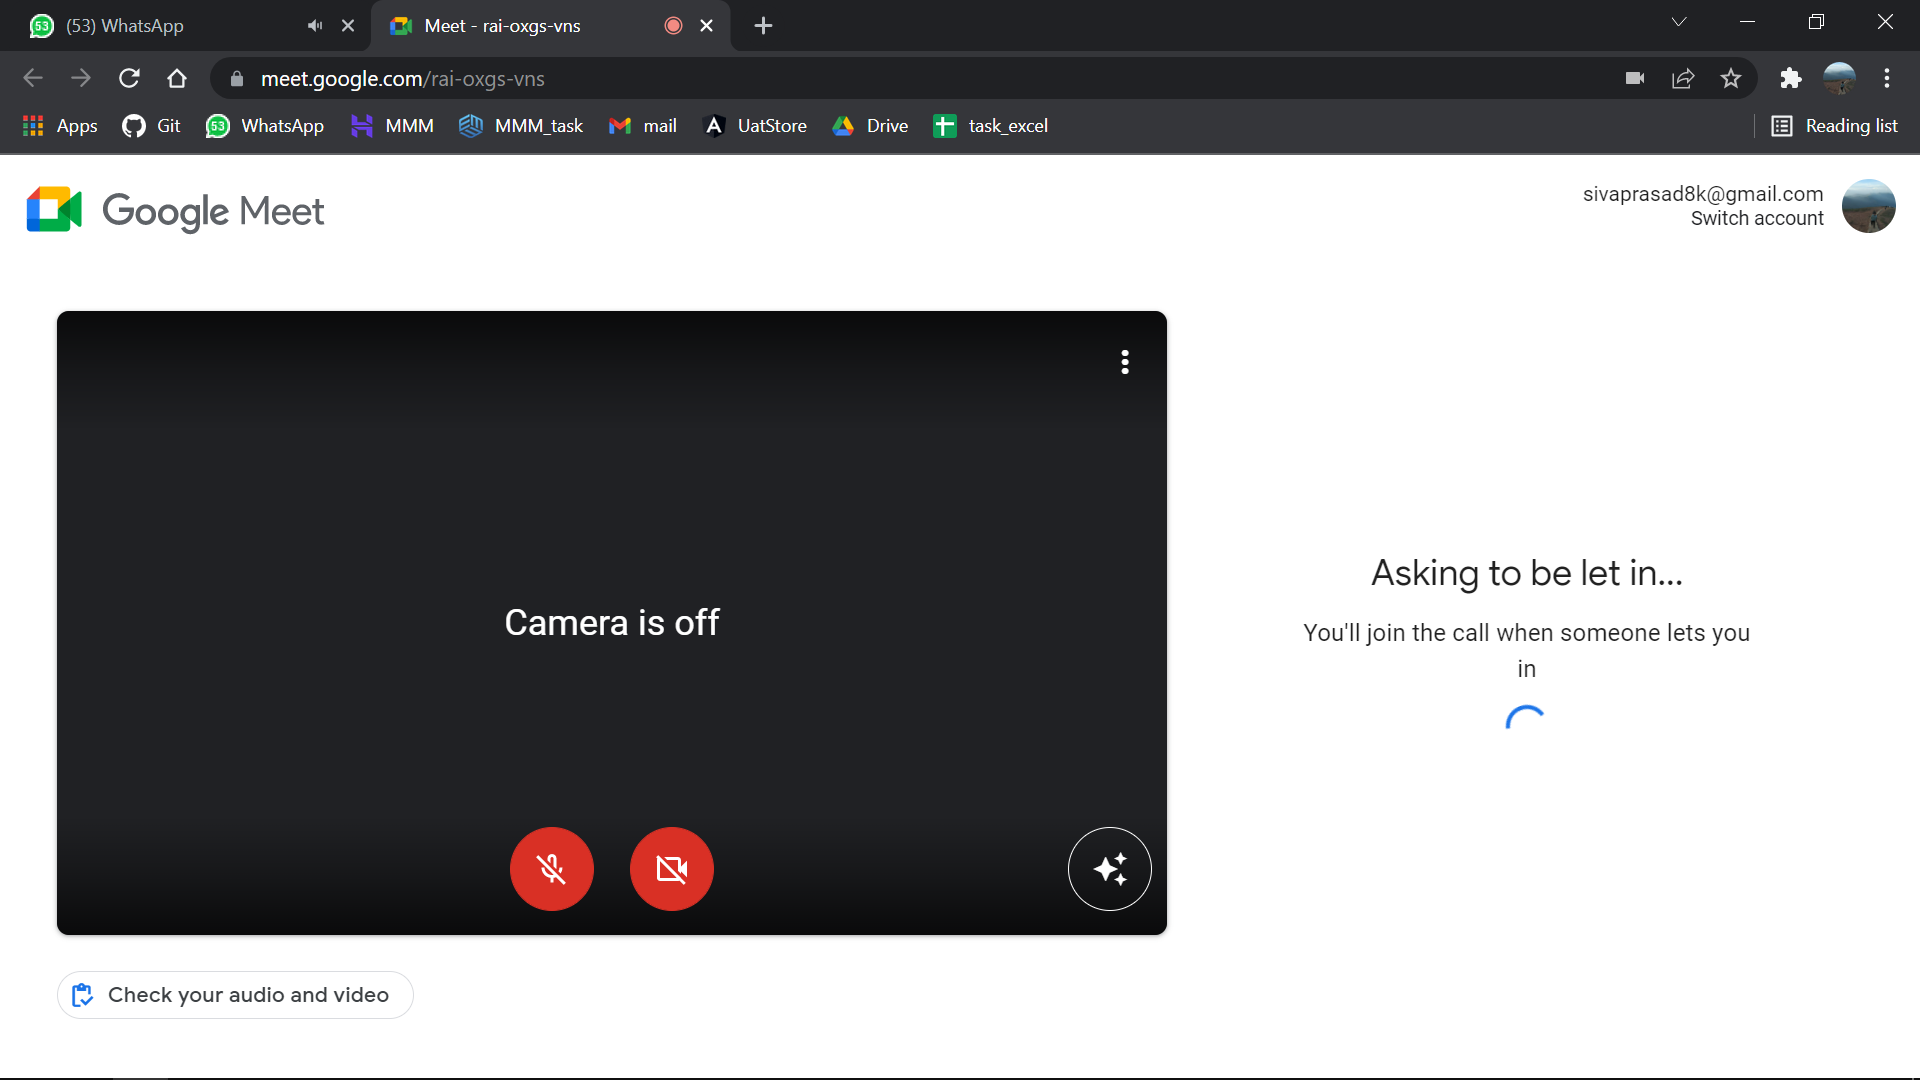 (53) WhatsApp
Meet - rai-oxgs-vns
meet.google.com/rai-oxgs-vns
Apps
Git
53
WhatsApp
MMM
MMM_task
mail
UatStore
Drive
task_excel
Reading list
Google Meet
sivaprasad8k@gmail.com
Switch account
Camera is off
Asking to be let in...
You'll join the call when someone lets you
in
Check your audio and video